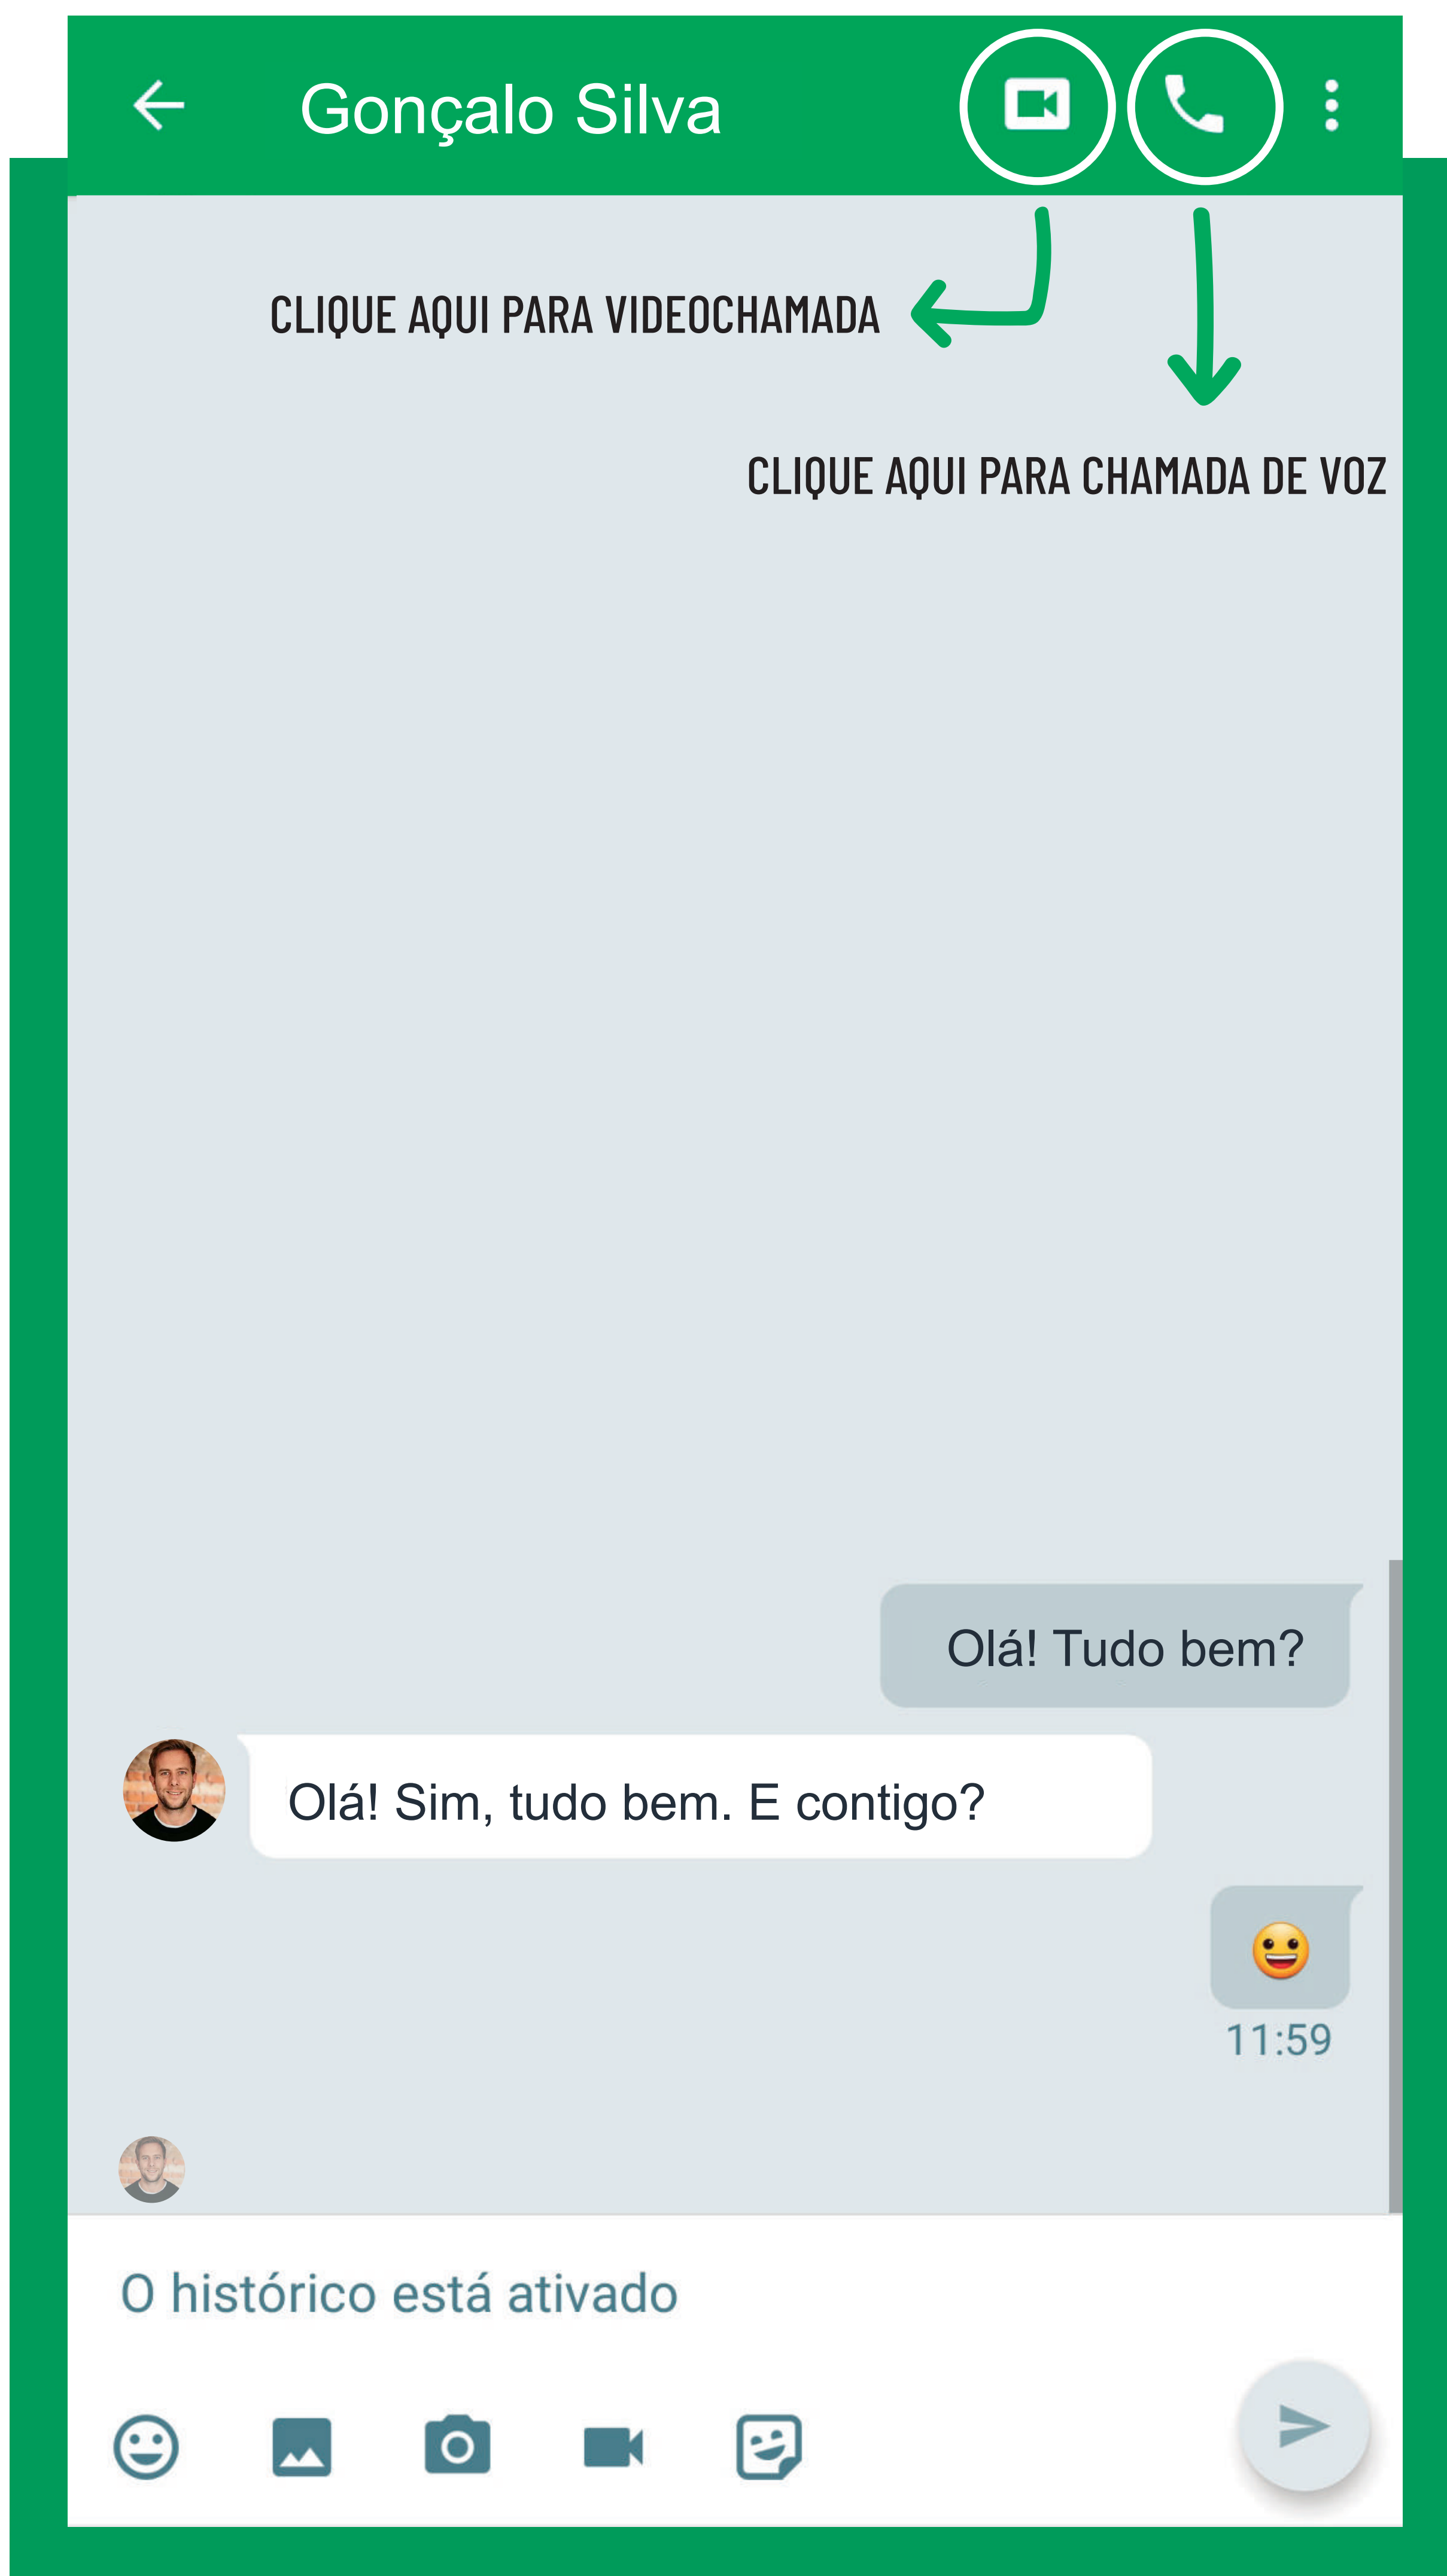 Gonçalo Silva
CLIQUE AQUI PARA VIDEOCHAMADA
CLIQUE AQUI PARA CHAMADA DE VOZ
Olá! Tudo bem?
Olá! Sim, tudo bem. E contigo?
11:59
O histórico está ativado